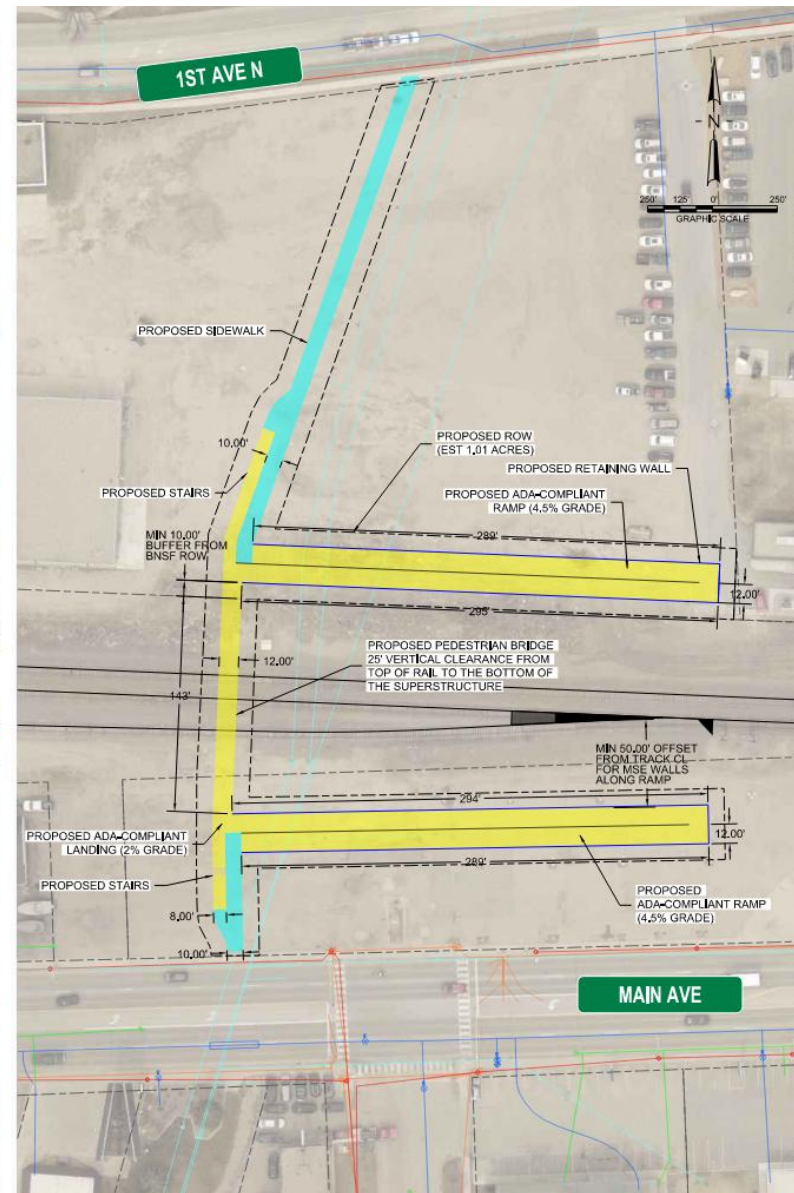 1ST AVE N
N
250' 125' 0' 250'
GRAPHIC SCALE
PROPOSED SIDEWALK
10.00'
PROPOSED ROW
(EST 1.01 ACRES)
PROPOSED RETAINING WALL
PROPOSED STAIRS
PROPOSED ADA-COMPLIANT
RAMP (4.5% GRADE)
MIN 10.00'
BUFFER FROM
BNSF ROW
289'
12.00'
295'
12.00'
PROPOSED PEDESTRIAN BRIDGE
25' VERTICAL CLEARANCE FROM
TOP OF RAIL TO THE BOTTOM OF
THE SUPERSTRUCTURE
143'
MIN 50.00' OFFSET
FROM TRACK CL
FOR MSE WALLS
ALONG RAMP
294'
PROPOSED ADA-COMPLIANT
LANDING (2% GRADE)
12.00'
289'
PROPOSED STAIRS
PROPOSED
ADA-COMPLIANT RAMP
(4.5% GRADE)
8.00'
10.00'
MAIN AVE